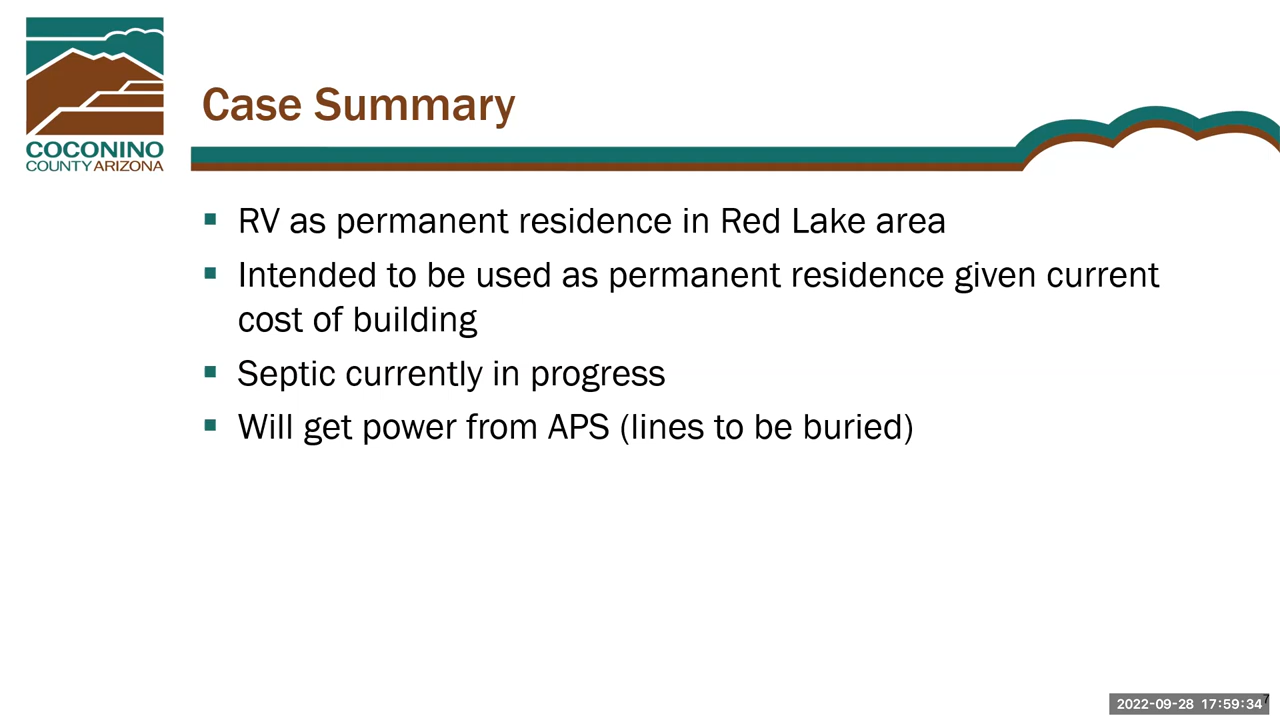 COCONINO
COUNTY ARIZONA
Case Summary
RV as permanent residence in Red Lake area
Intended to be used as permanent residence given current
cost of building
Septic currently in progress
Will get power from APS (lines to be buried)
7
2022-09-28 17:59:34